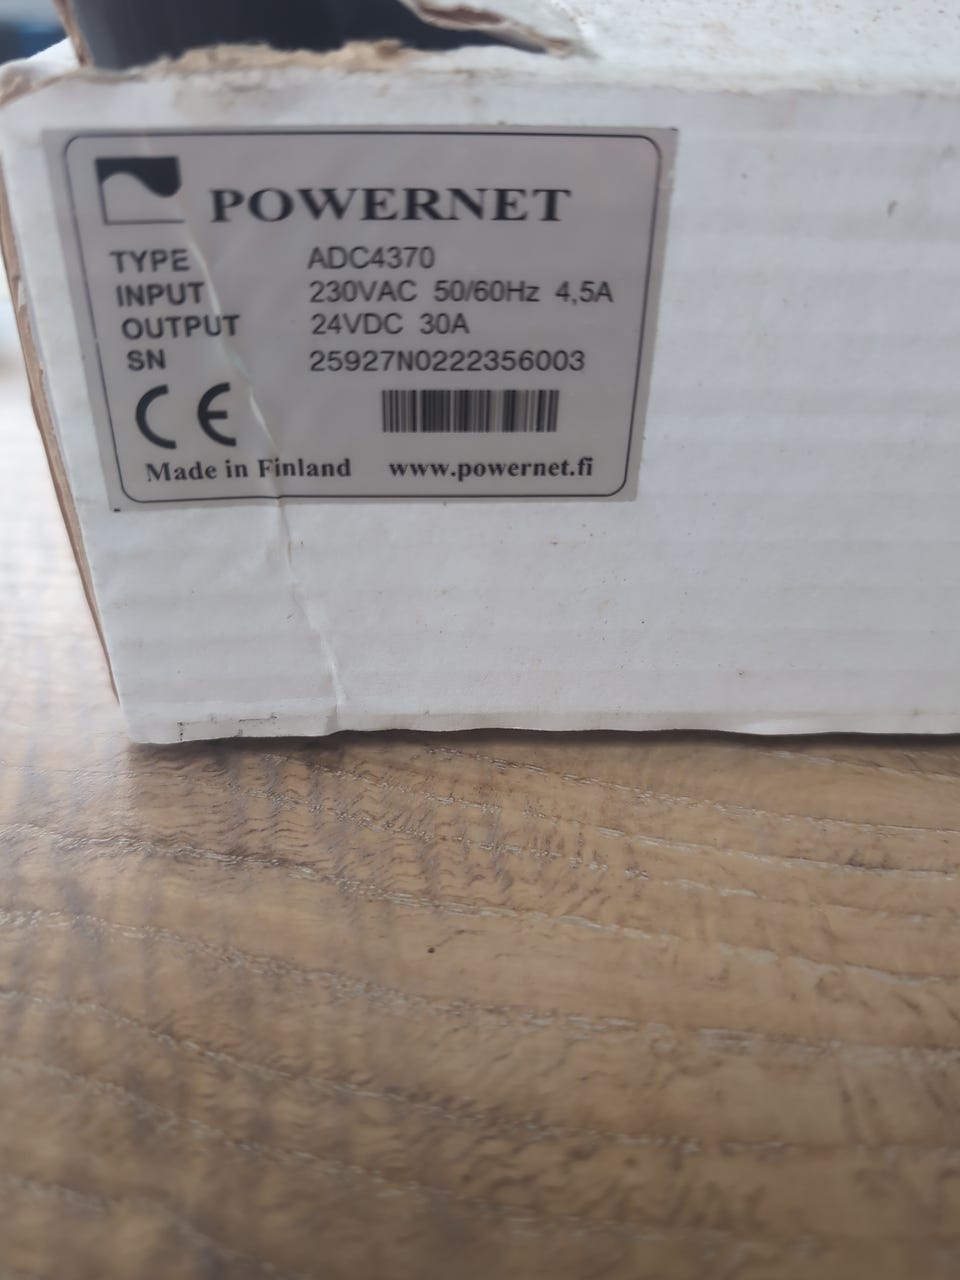 POWERNET
TYPE ADC4370
INPUT 230VAC 50/60Hz 4,5A
OUTPUT 24VDC 30A
SN 25927N0222356003
CE
Made in Finland www.powernet.fi